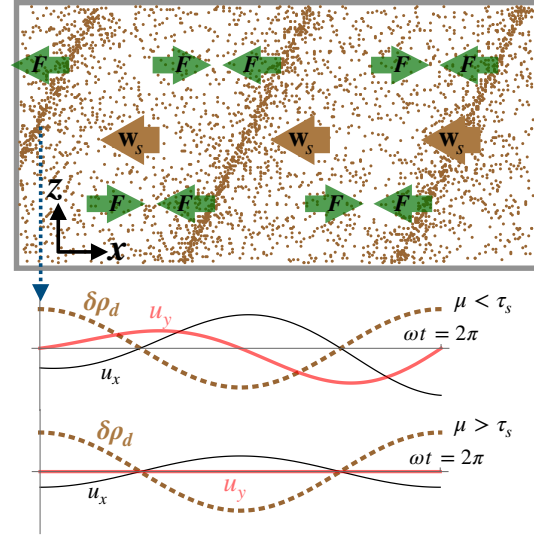 F F F F F
w_s w_s w_s
F F F F
z
x
δρ_d u_y μ < τ_s
ωt = 2π
u_x
δρ_d μ > τ_s
ωt = 2π
u_x u_y